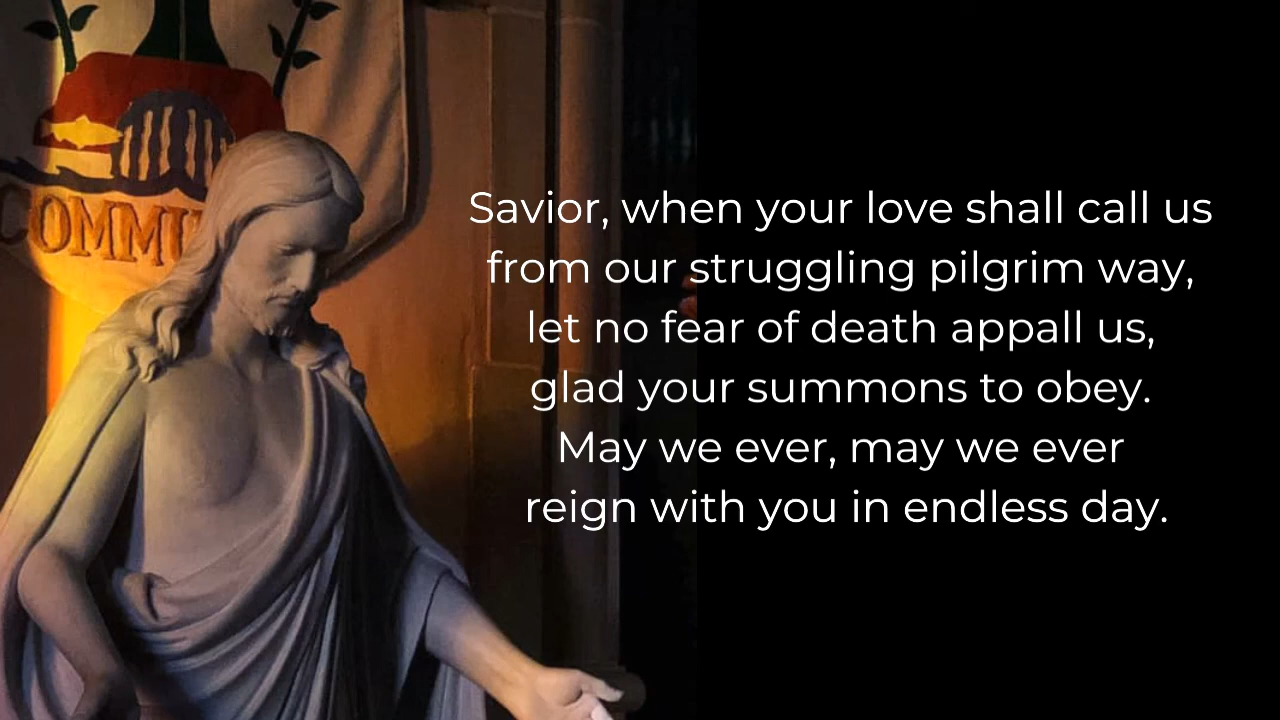 COMMU
Savior, when your love shall call us
from our struggling pilgrim way,
let no fear of death appall us,
glad your summons to obey.
May we ever, may we ever
reign with you in endless day.